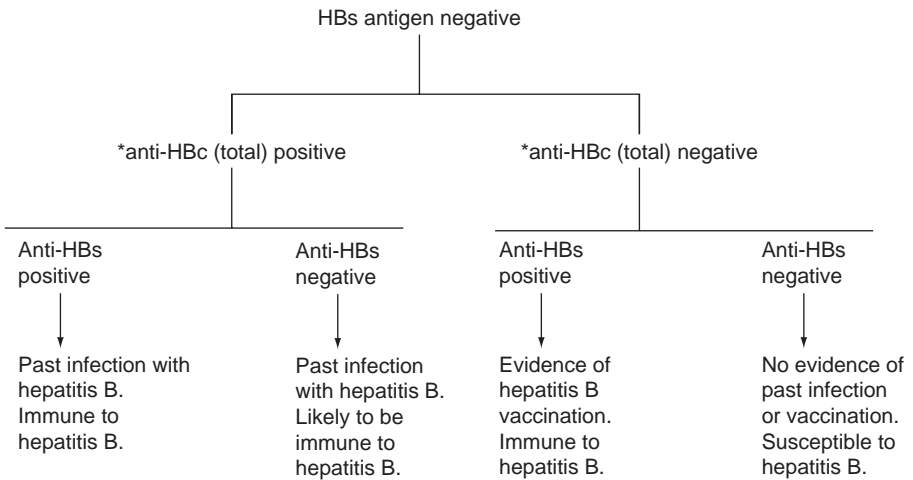 HBs antigen negative
*anti-HBc (total) positive
*anti-HBc (total) negative
Anti-HBs
positive
Anti-HBs
negative
Anti-HBs
positive
Anti-HBs
negative
Past infection with
hepatitis B.
Immune to
hepatitis B.
Past infection
with hepatitis B.
Likely to be
immune to
hepatitis B.
Evidence of
hepatitis B
vaccination.
Immune to
hepatitis B.
No evidence of
past infection
or vaccination.
Susceptible to
hepatitis B.